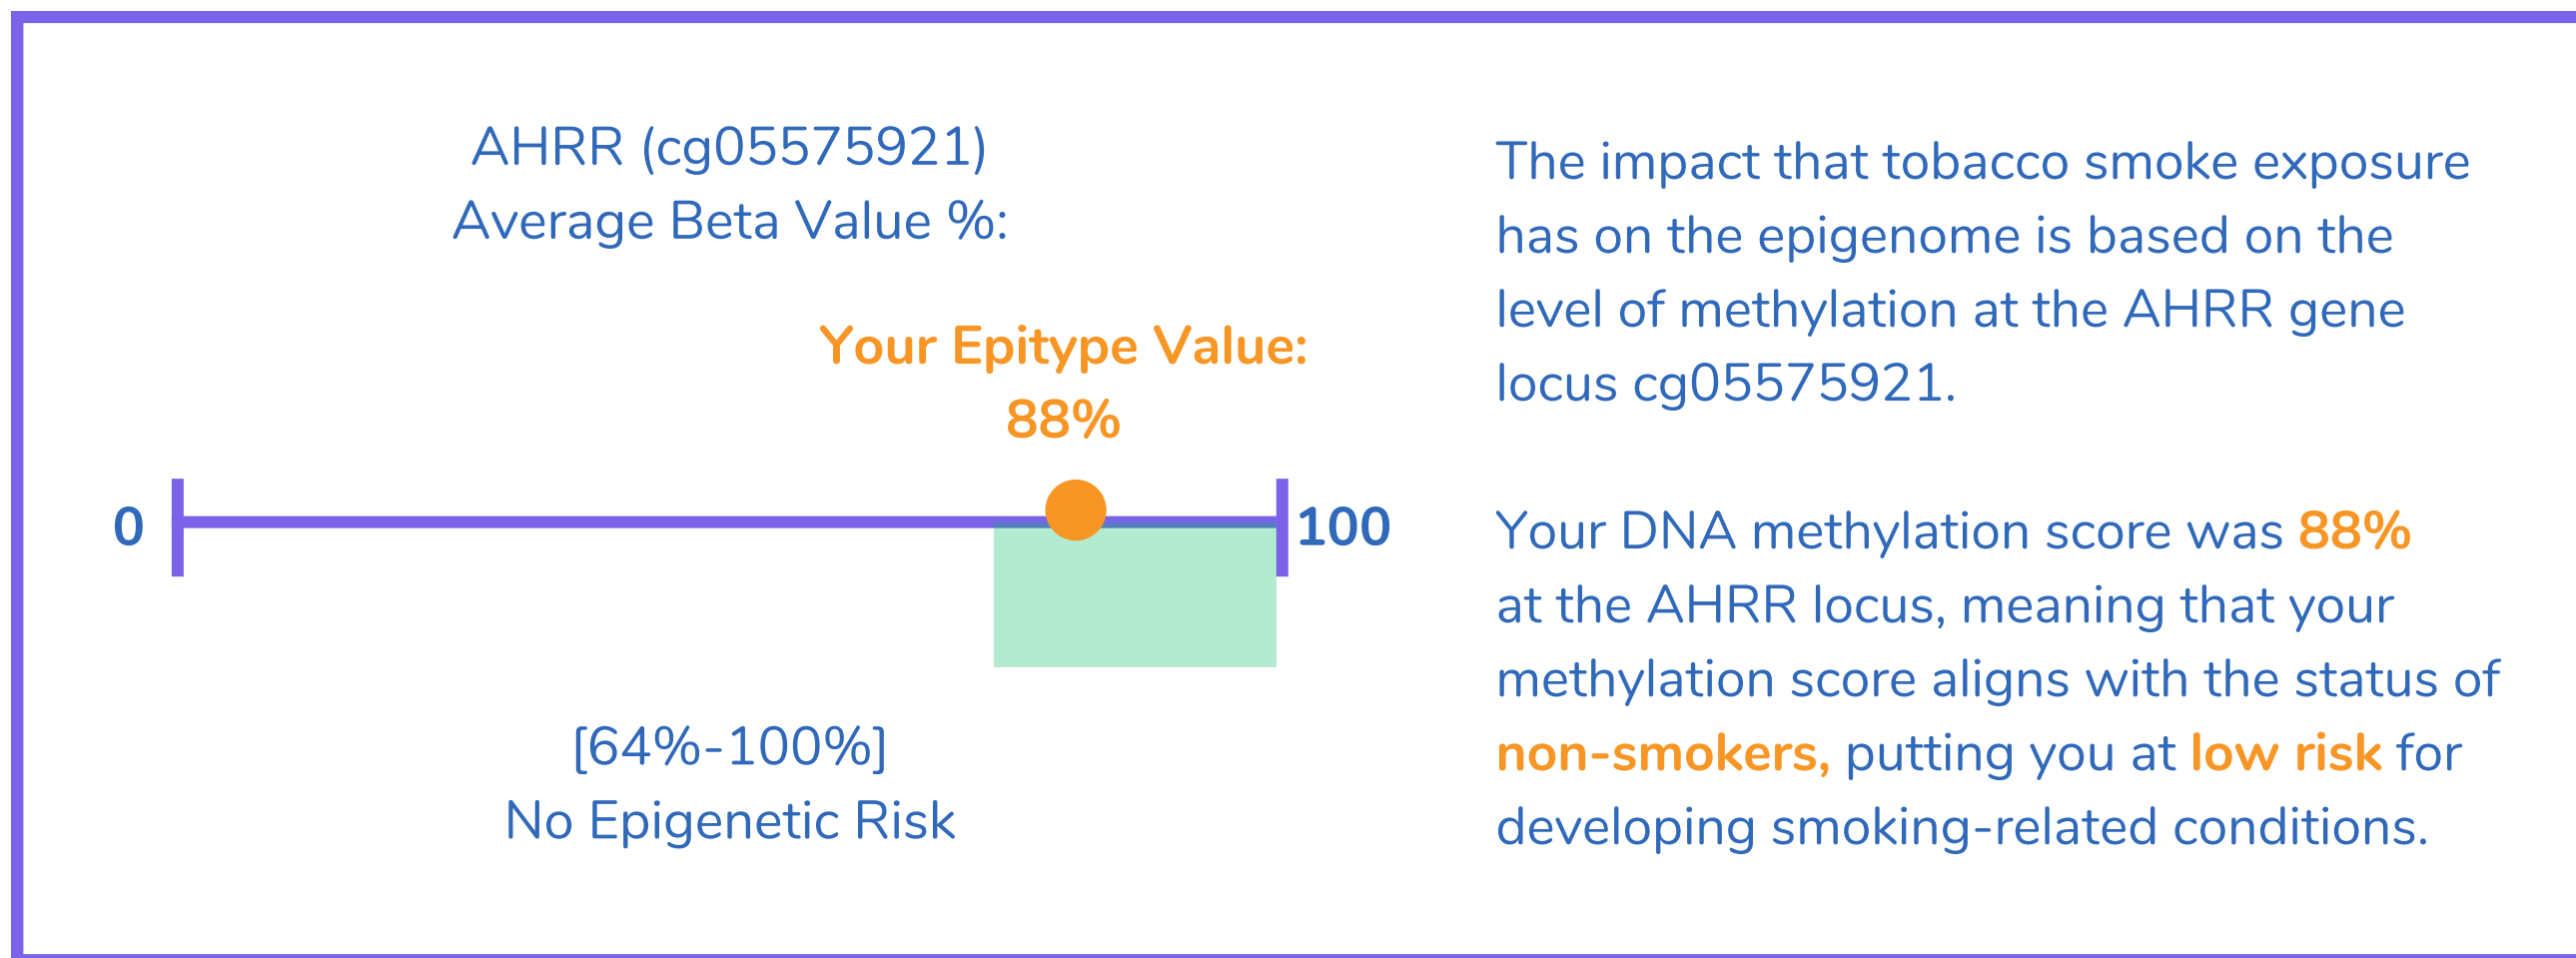 AHRR (cg05575921)
Average Beta Value %:
Your Epitype Value:
88%
0
100
[64%-100%]
No Epigenetic Risk
The impact that tobacco smoke exposure
has on the epigenome is based on the
level of methylation at the AHRR gene
locus cg05575921.
Your DNA methylation score was 88%
at the AHRR locus, meaning that your
methylation score aligns with the status of
non-smokers, putting you at low risk for
developing smoking-related conditions.